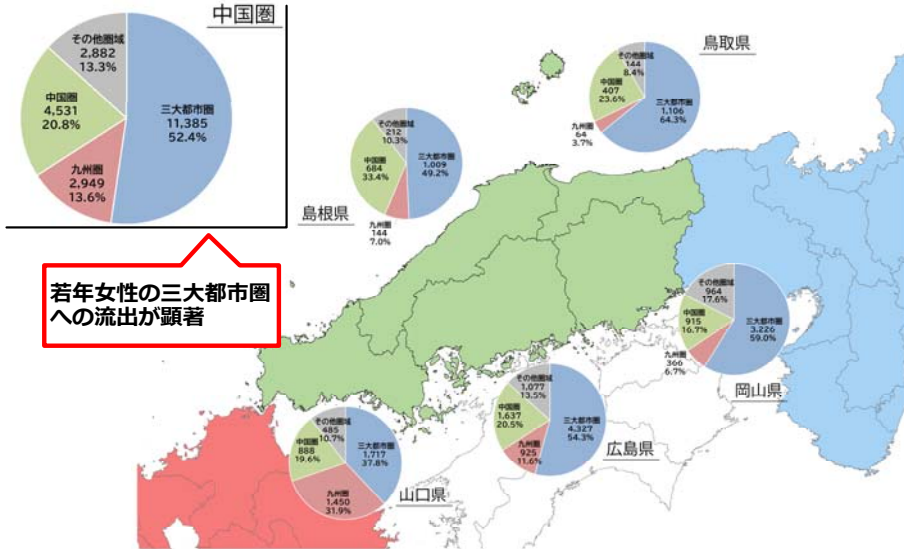 中国圏
その他圏域
2,882
13.3%
中国圏
4,531
20.8%
三大都市圏
11,385
52.4%
九州圏
2,949
13.6%
若年女性の三大都市圏
への流出が顕著
鳥取県
その他圏域
144
8.4%
中国圏
407
23.6%
三大都市圏
1,106
64.3%
九州圏
64
3.7%
島根県
その他圏域
212
10.3%
中国圏
684
33.4%
三大都市圏
1,009
49.2%
九州圏
144
7.0%
その他圏域
964
17.6%
中国圏
915
16.7%
三大都市圏
3,226
59.0%
九州圏
366
6.7%
岡山県
その他圏域
1,077
13.5%
中国圏
1,637
20.5%
三大都市圏
4,327
54.3%
九州圏
925
11.6%
広島県
その他圏域
485
10.7%
中国圏
888
19.6%
三大都市圏
1,717
37.8%
九州圏
1,450
31.9%
山口県